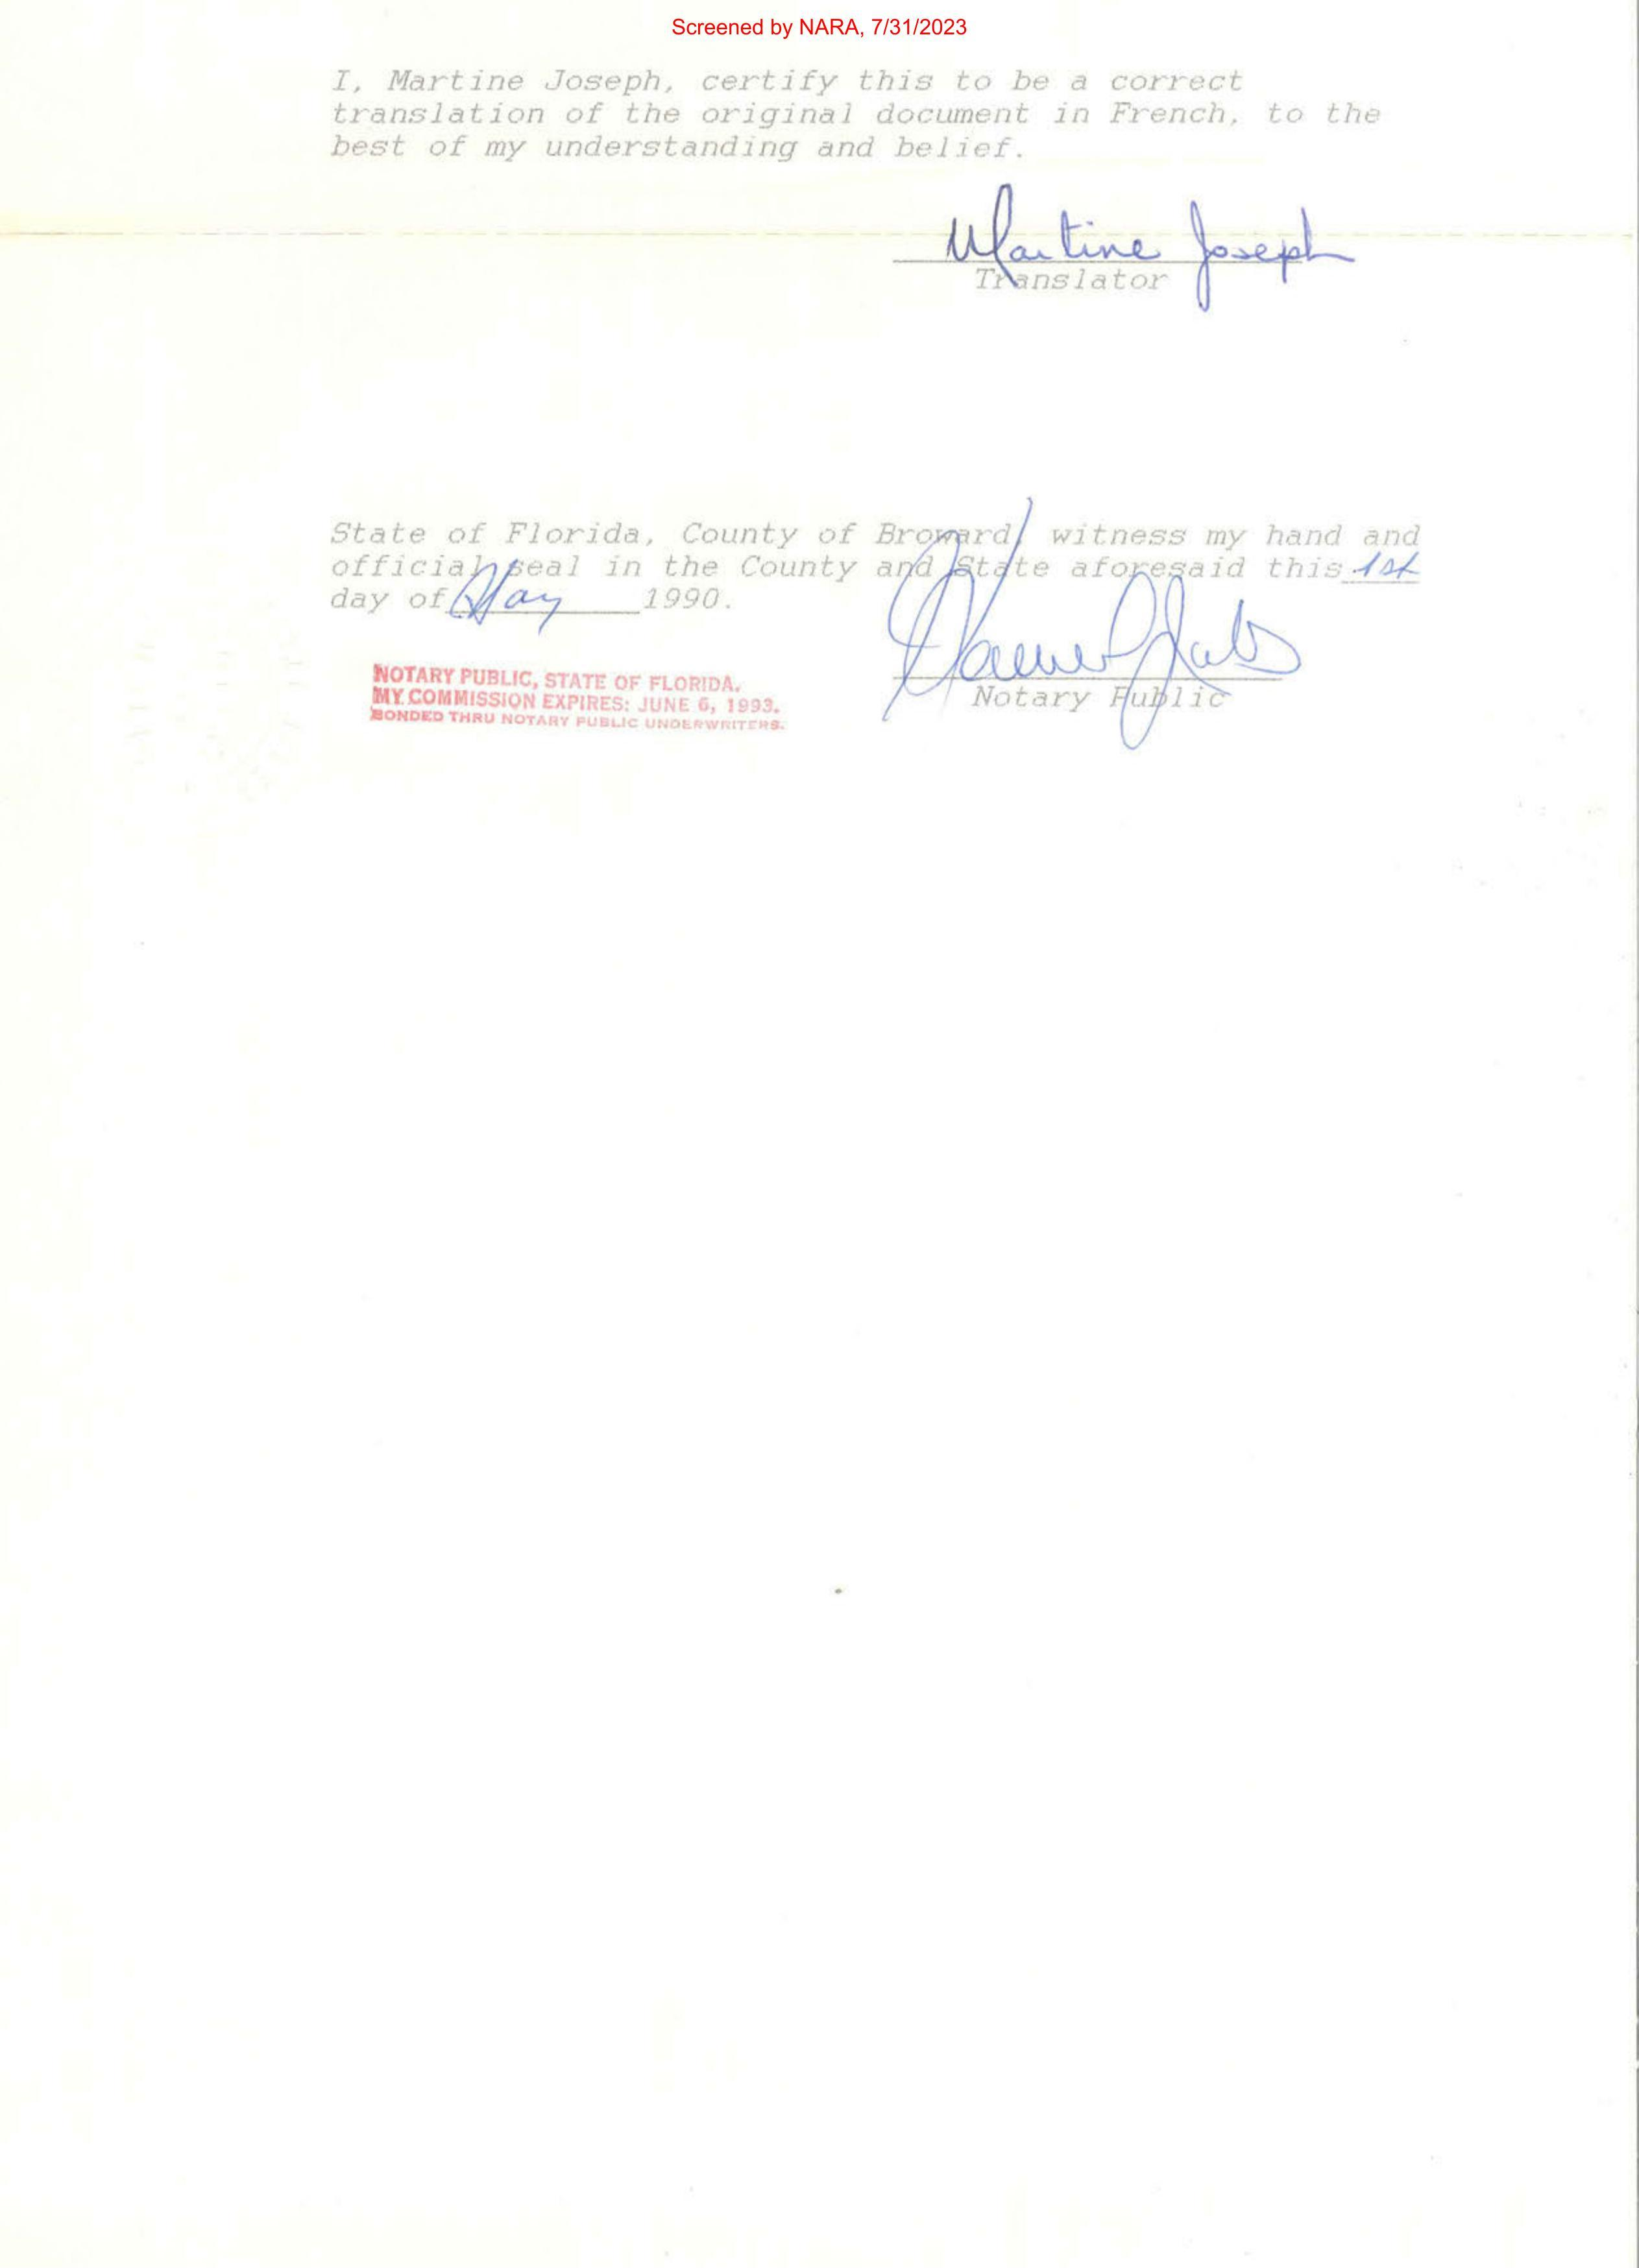 Screened by NARA, 7/31/2023
I, Martine Joseph, certify this to be a correct
translation of the original document in French, to the
best of my understanding and belief.
Martine Joseph
Translator
State of Florida, County of Broward, witness my hand and
official seal in the County and State aforesaid this 1st
day of May 1990.
NOTARY PUBLIC, STATE OF FLORIDA.
MY COMMISSION EXPIRES: JUNE 6, 1993.
BONDED THRU NOTARY PUBLIC UNDERWRITERS.
Notary Public